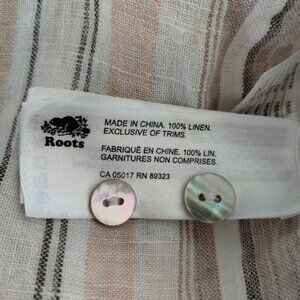 Roots
MADE IN CHINA. 100% LINEN.
EXCLUSIVE OF TRIMS.
FABRIQUÉ EN CHINE. 100% LIN.
GARNITURES NON COMPRISES.
CA 05017 RN 89323